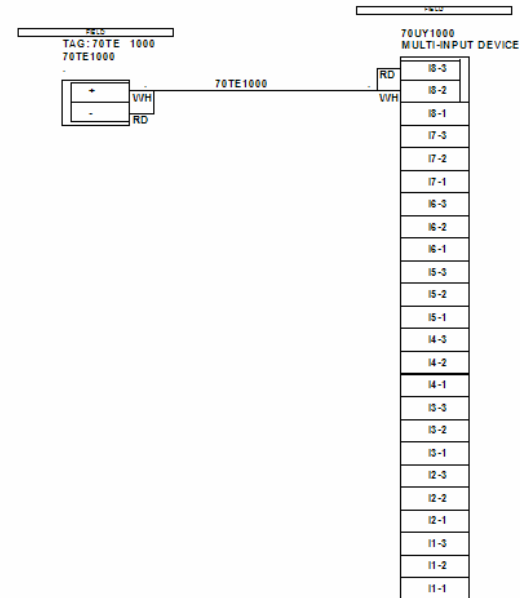 FIELD
FIELD
TAG: 70TE 1000
70TE1000
70UY1000
MULTI-INPUT DEVICE
+
-
WH
RD
70TE1000
RD
WH
I8-3
I8-2
I8-1
I7-3
I7-2
I7-1
I6-3
I6-2
I6-1
I5-3
I5-2
I5-1
I4-3
I4-2
I4-1
I3-3
I3-2
I3-1
I2-3
I2-2
I2-1
I1-3
I1-2
I1-1